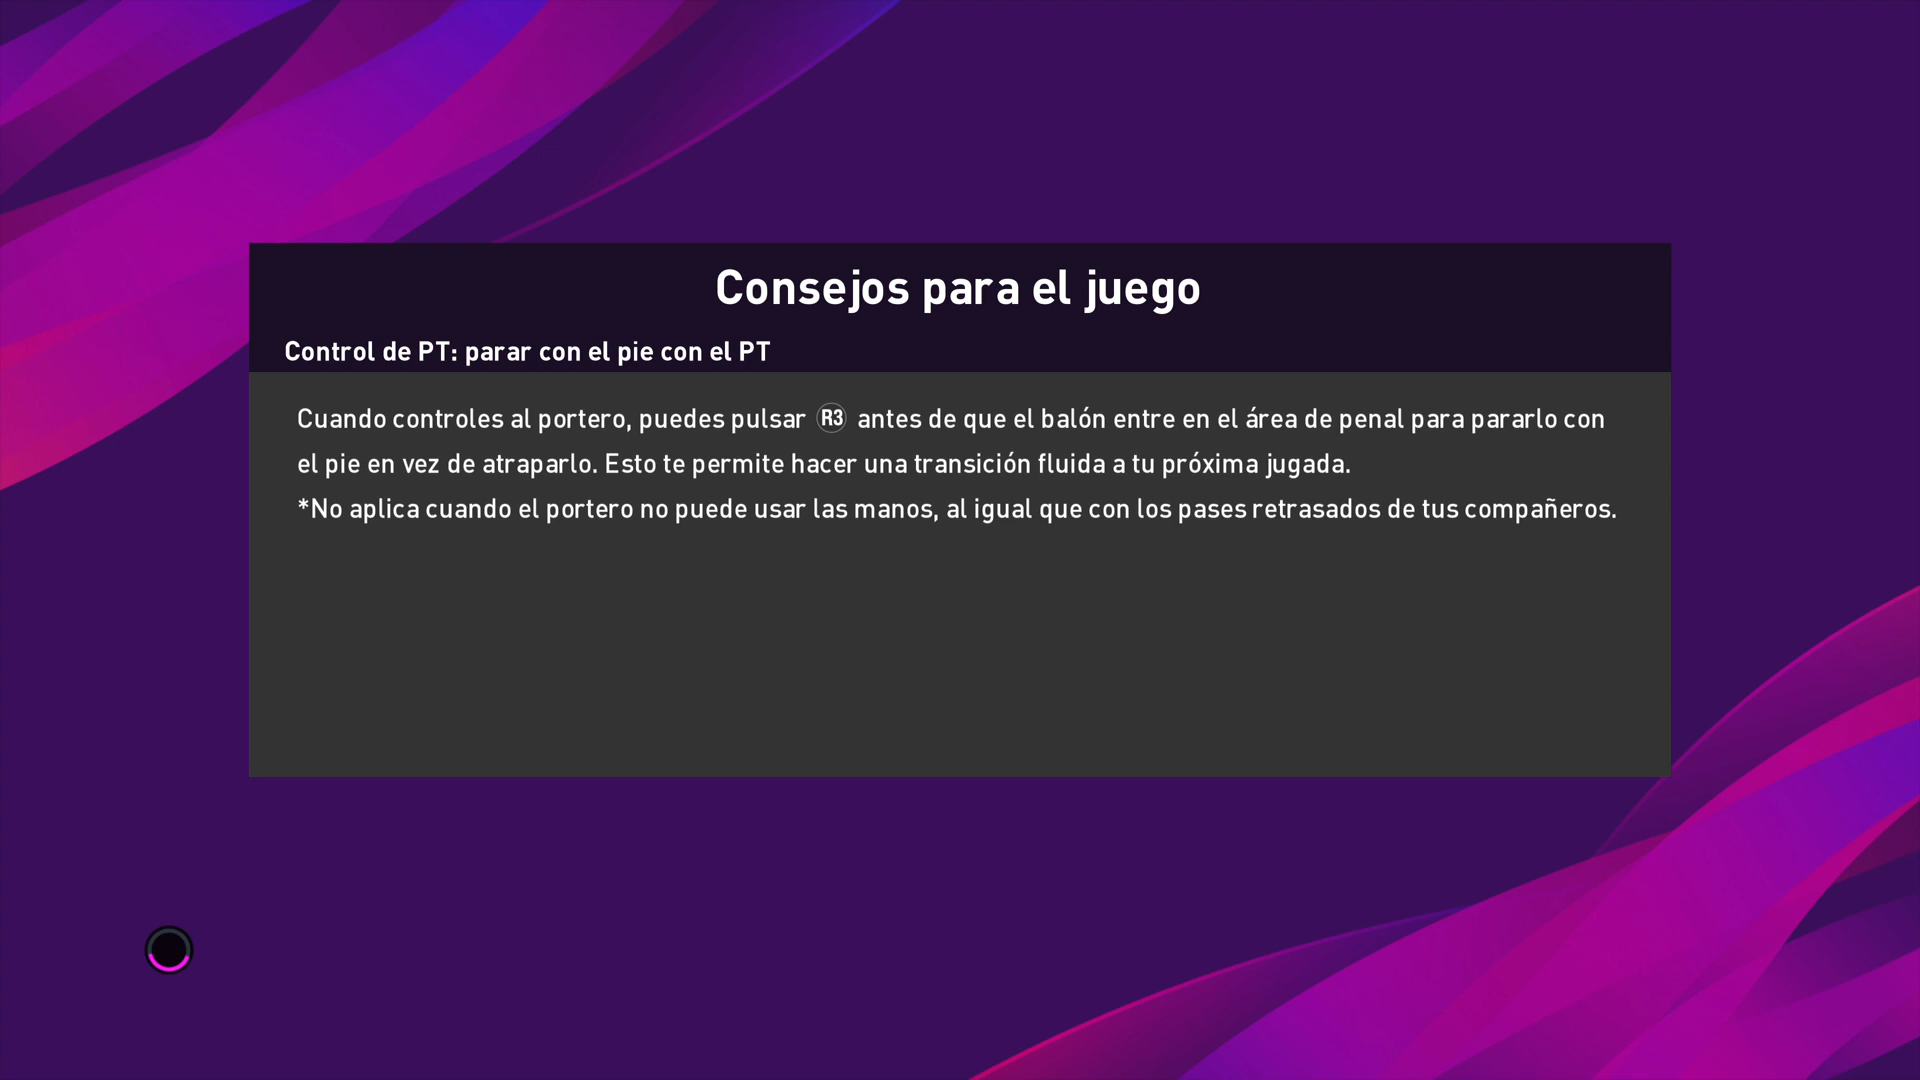 Consejos para el juego
Control de PT: parar con el pie con el PT
Cuando controles al portero, puedes pulsar R3 antes de que el balón entre en el área de penal para pararlo con
el pie en vez de atraparlo. Esto te permite hacer una transición fluida a tu próxima jugada.
*No aplica cuando el portero no puede usar las manos, al igual que con los pases retrasados de tus compañeros.